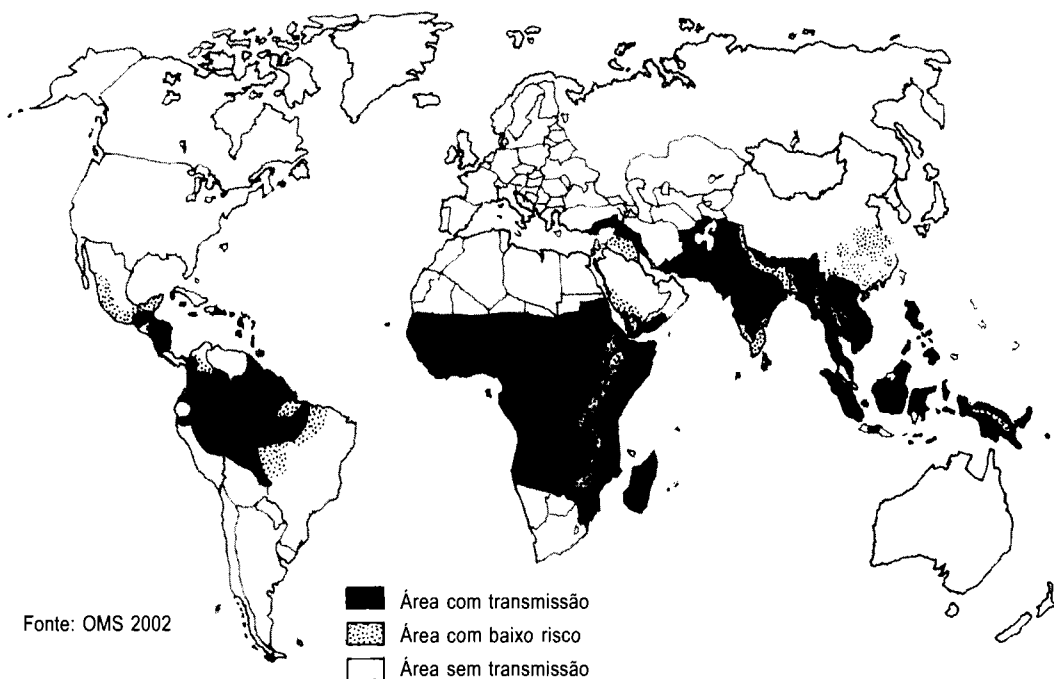 Fonte: OMS 2002
Área com transmissão
Área com baixo risco
Área sem transmissão